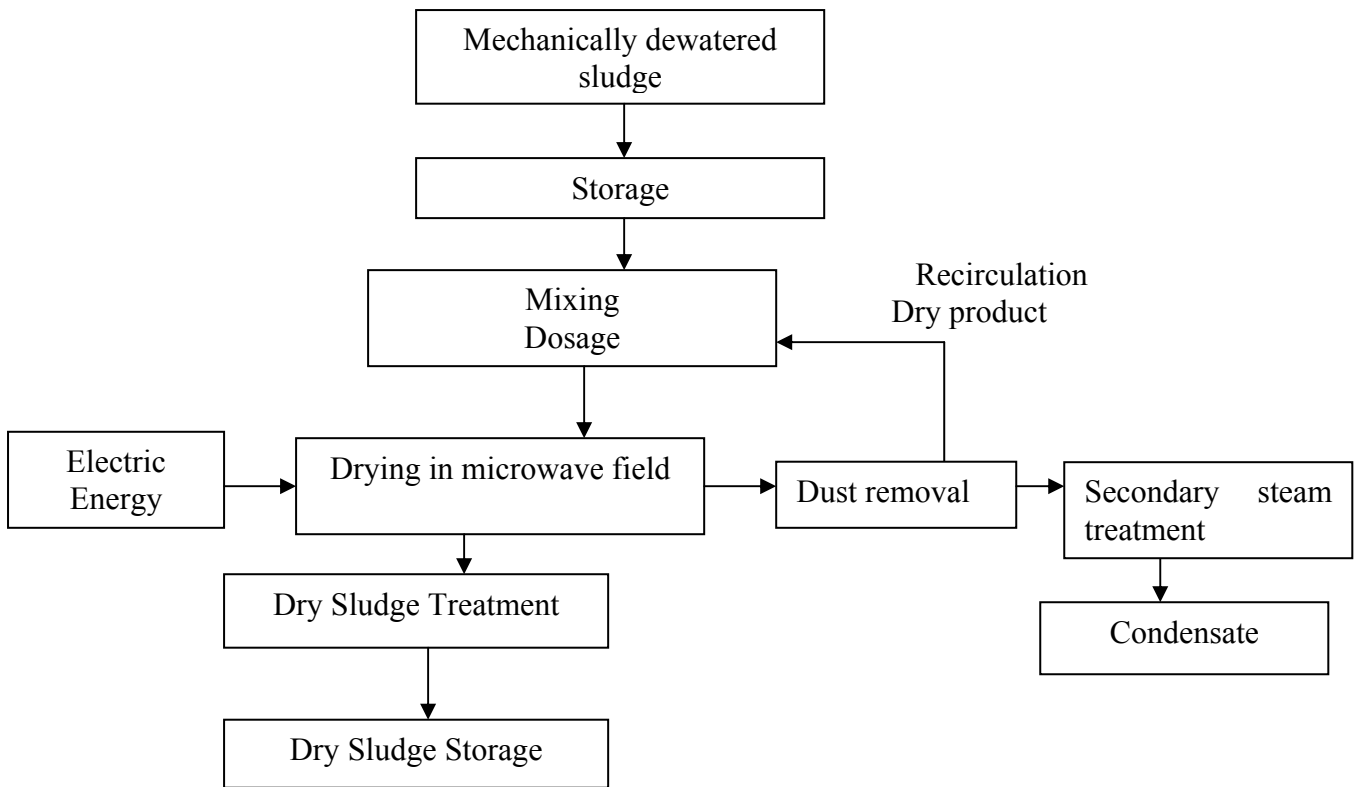 Mechanically dewatered
sludge
Storage
Recirculation
Dry product
Mixing
Dosage
Electric
Energy
Drying in microwave field
Dust removal
Secondary steam
treatment
Dry Sludge Treatment
Condensate
Dry Sludge Storage